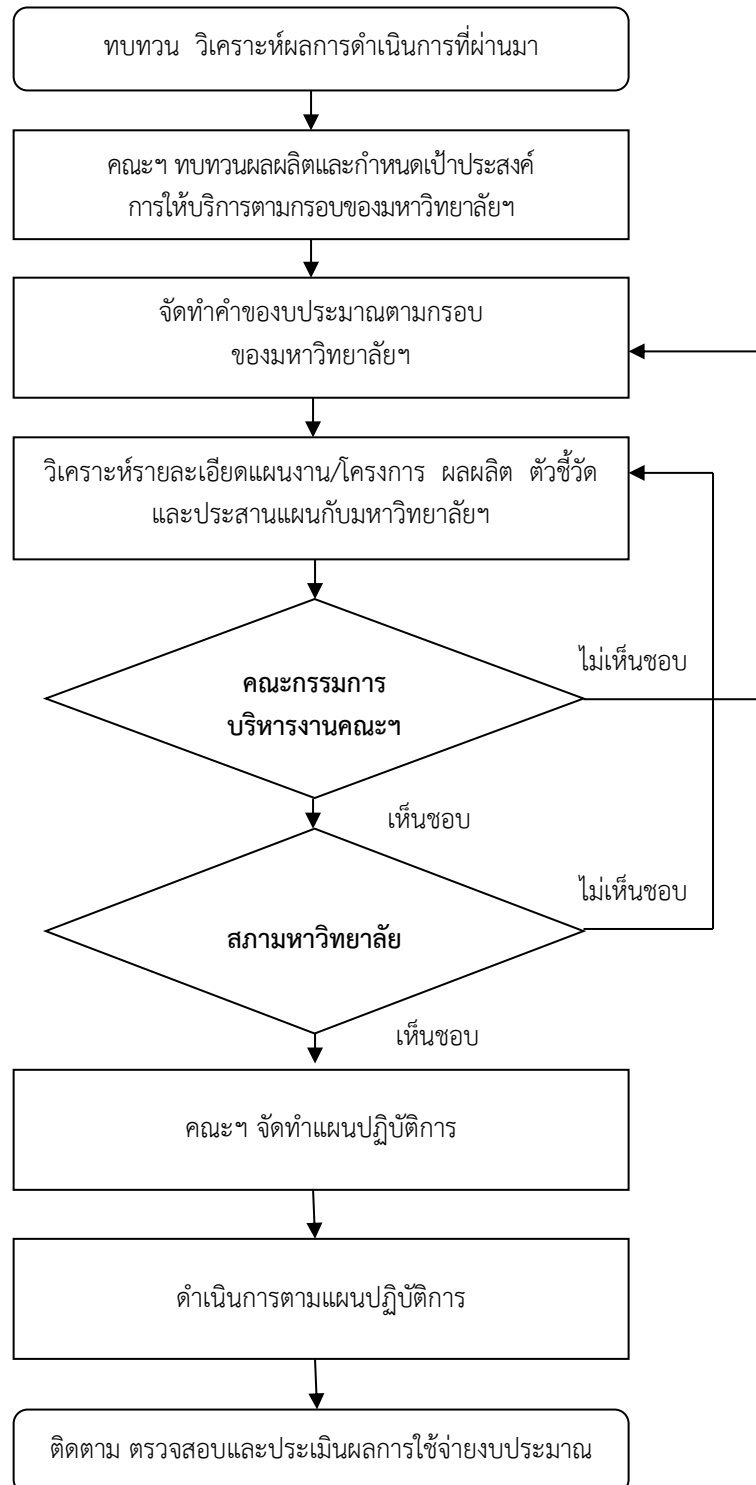 ทบทวน วิเคราะห์ผลการดำเนินการที่ผ่านมา
คณะฯ ทบทวนผลผลิตและกำหนดเป้าประสงค์
การให้บริการตามกรอบของมหาวิทยาลัยฯ
จัดทำคำของบประมาณตามกรอบ
ของมหาวิทยาลัยฯ
วิเคราะห์รายละเอียดแผนงาน/โครงการ ผลผลิต ตัวชี้วัด
และประสานแผนกับมหาวิทยาลัยฯ
ไม่เห็นชอบ
คณะกรรมการ
บริหารงานคณะฯ
เห็นชอบ
ไม่เห็นชอบ
สภามหาวิทยาลัย
เห็นชอบ
คณะฯ จัดทำแผนปฏิบัติการ
ดำเนินการตามแผนปฏิบัติการ
ติดตาม ตรวจสอบและประเมินผลการใช้จ่ายงบประมาณ